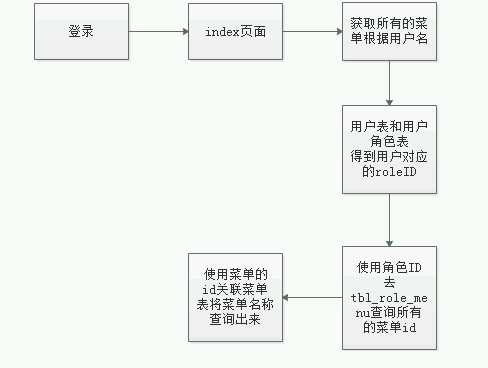 登录
index页面
获取所有的菜
单根据用户名
用户表和用户
角色表
得到用户对应
的roleID
使用角色ID
去
tbl_role_me
nu查询所有
的菜单id
使用菜单的
id关联菜单
表将菜单名称
查询出来